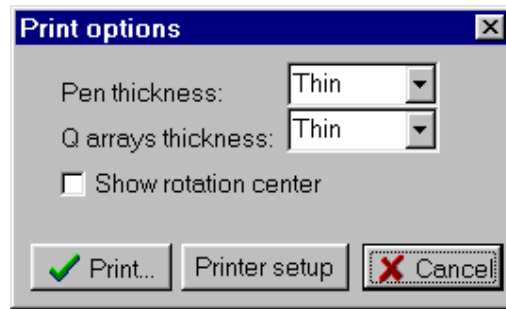 Print options
Pen thickness: Thin
Q arrays thickness: Thin
Show rotation center
Print... Printer setup Cancel